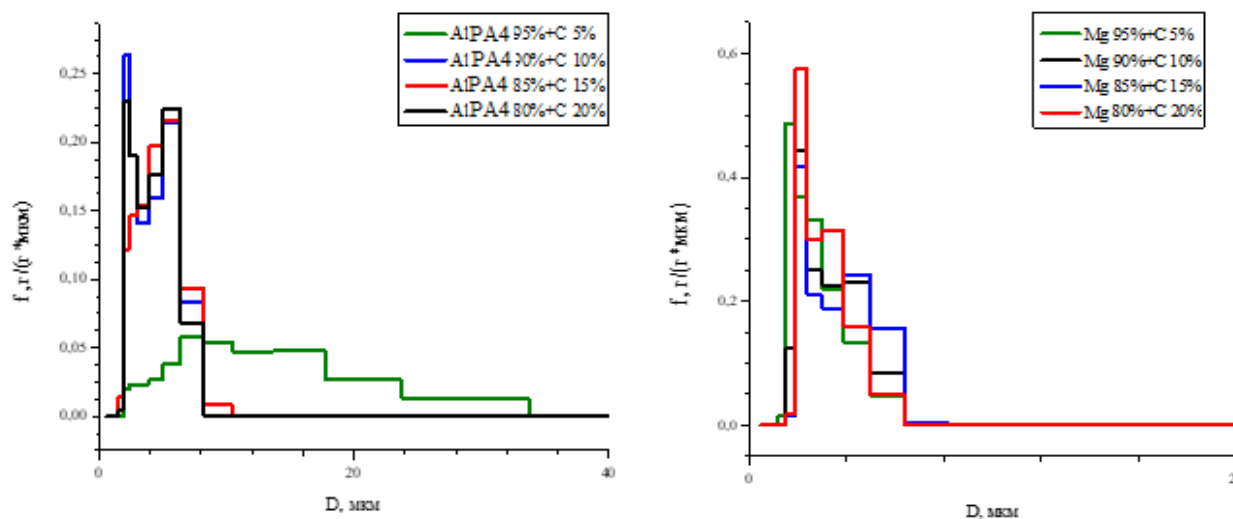 AlPA4 95%+C 5%
AlPA4 90%+C 10%
AlPA4 85%+C 15%
AlPA4 80%+C 20%
0,25
0,20
0,15
0,10
0,05
0,00
f, г/(г*мкм)
0
20
40
D, мкм
Mg 95%+C 5%
Mg 90%+C 10%
Mg 85%+C 15%
Mg 80%+C 20%
0,6
0,4
0,2
0,0
f, г/(г*мкм)
0
2
D, мкм